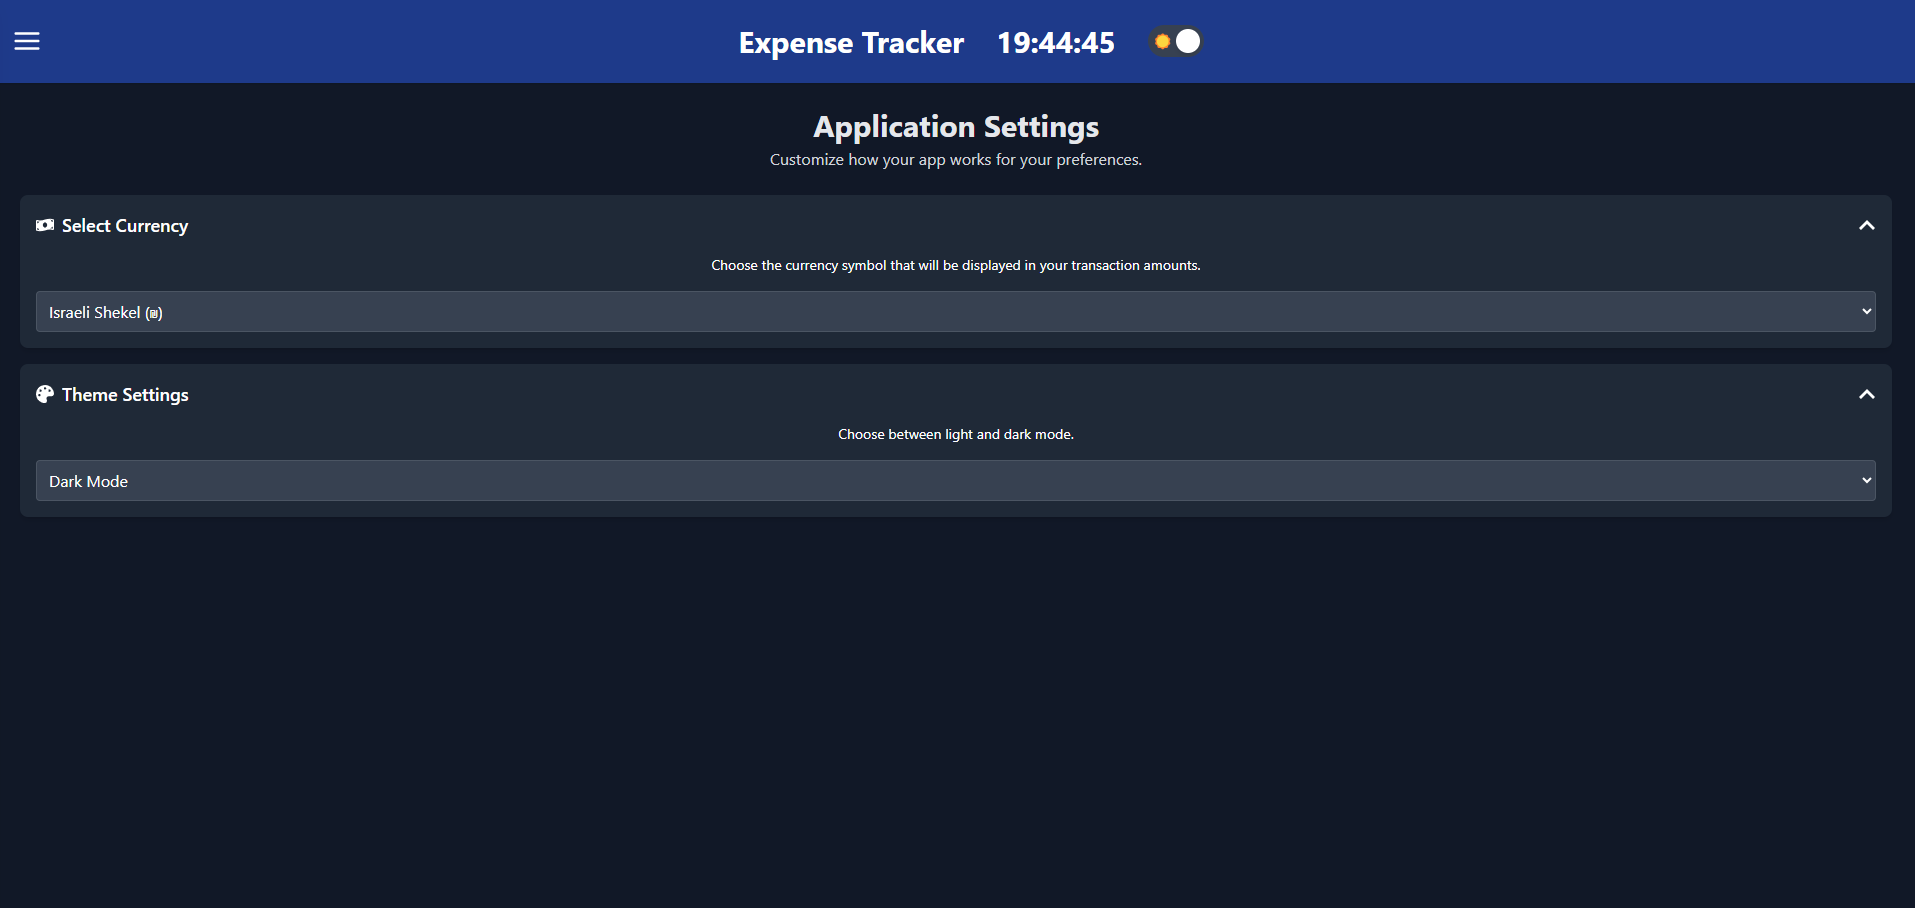 Expense Tracker 19:44:45
Application Settings
Customize how your app works for your preferences.
Select Currency
Choose the currency symbol that will be displayed in your transaction amounts.
Israeli Shekel (₪)
Theme Settings
Choose between light and dark mode.
Dark Mode